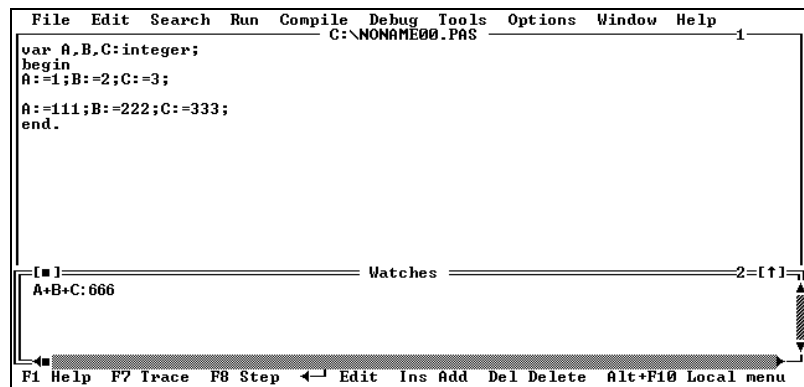 File Edit Search Run Compile Debug Tools Options Window Help
C:\NONAME00.PAS 1
var A,B,C:integer;
begin
A:=1;B:=2;C:=3;
A:=111;B:=222;C:=333;
end.
[■] Watches 2=[↑]
A+B+C:666
F1 Help F7 Trace F8 Step ◄┘ Edit Ins Add Del Delete Alt+F10 Local menu